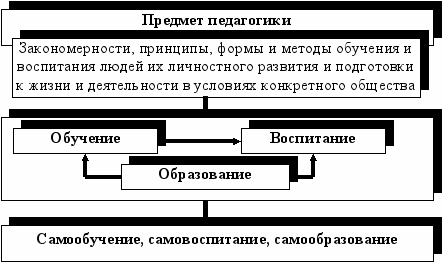 Предмет педагогики
Закономерности, принципы, формы и методы обучения и
воспитания людей их личностного развития и подготовки
к жизни и деятельности в условиях конкретного общества
Обучение
Воспитание
Образование
Самообучение, самовоспитание, самообразование